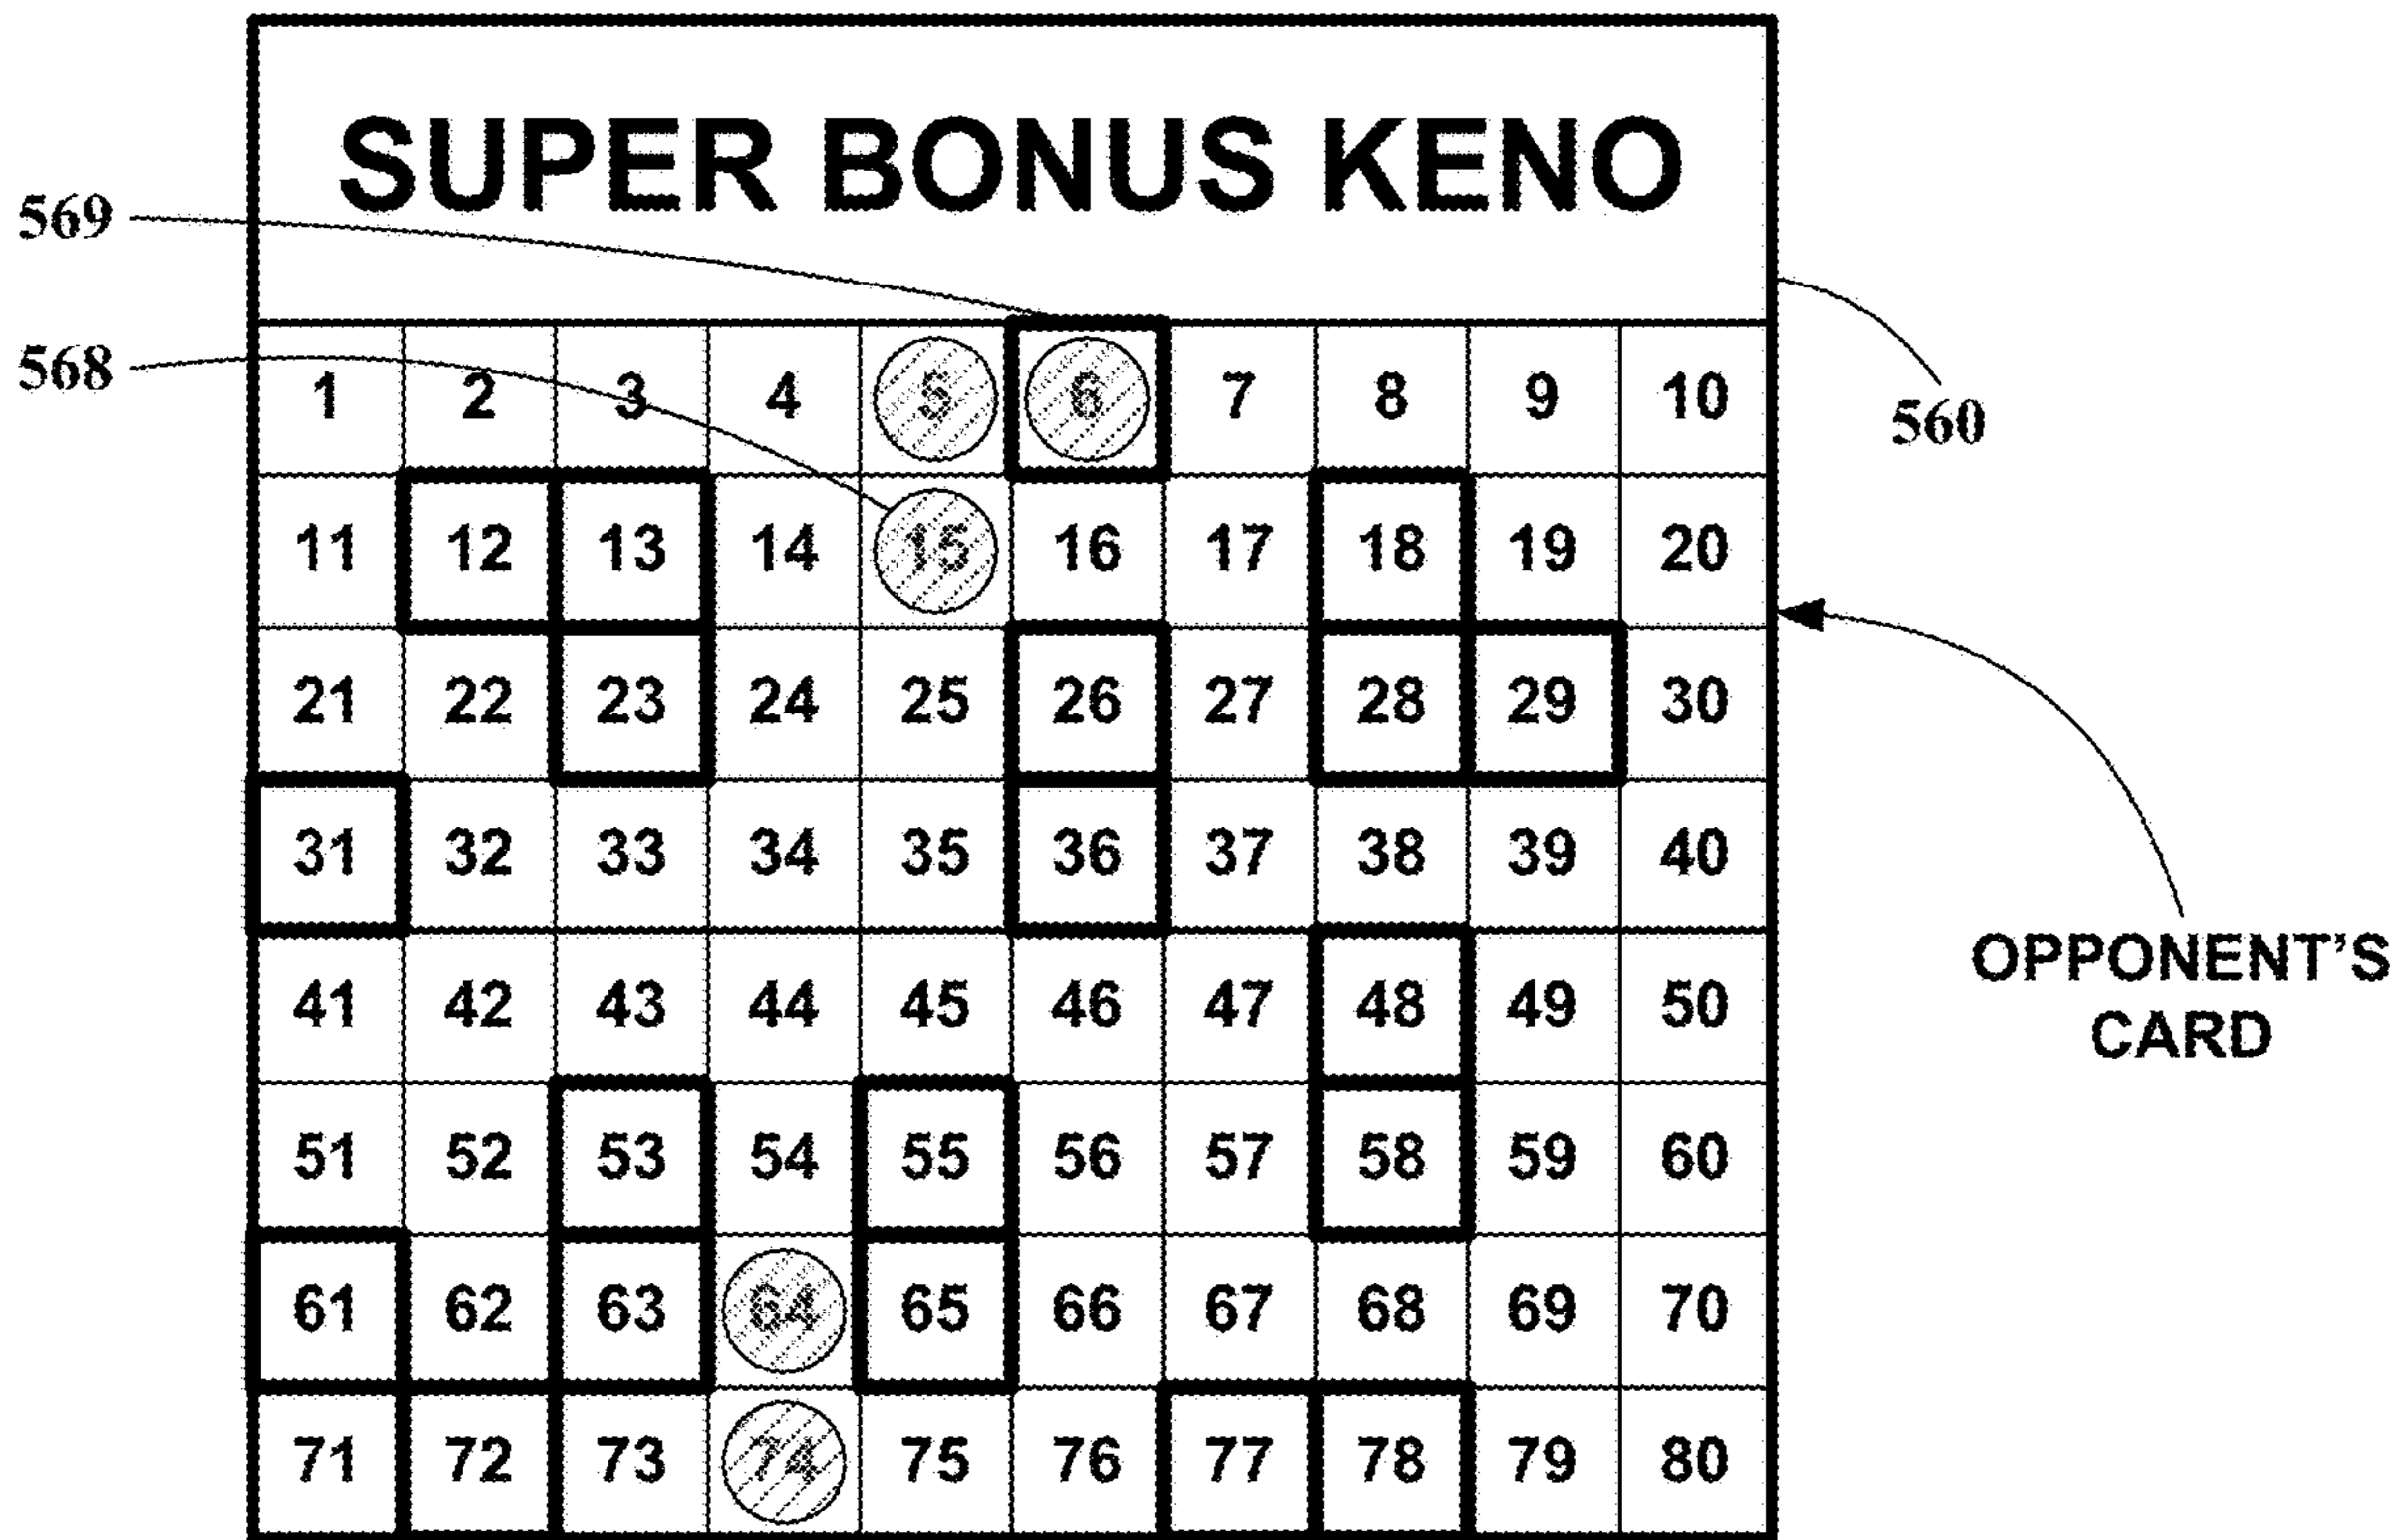 SUPER BONUS KENO
569
568
560
1 2 3 4 5 6 7 8 9 10
11 12 13 14 15 16 17 18 19 20
21 22 23 24 25 26 27 28 29 30
31 32 33 34 35 36 37 38 39 40
41 42 43 44 45 46 47 48 49 50
51 52 53 54 55 56 57 58 59 60
61 62 63 64 65 66 67 68 69 70
71 72 73 74 75 76 77 78 79 80
OPPONENT’S
CARD